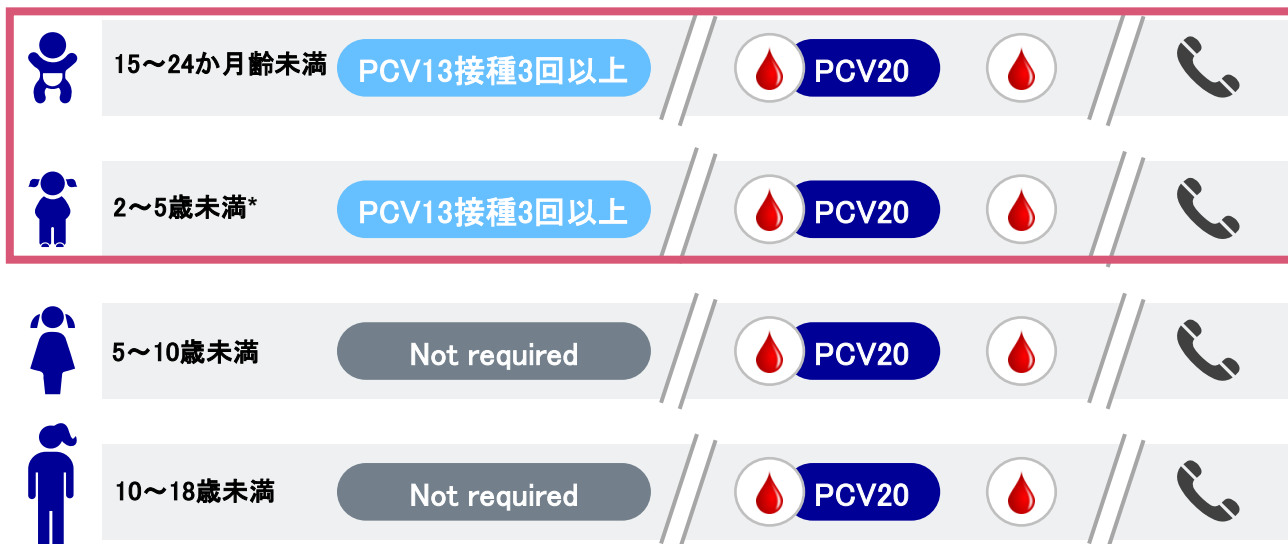 15～24か月齢未満 PCV13接種3回以上 PCV20
2～5歳未満* PCV13接種3回以上 PCV20
5～10歳未満 Not required PCV20
10～18歳未満 Not required PCV20